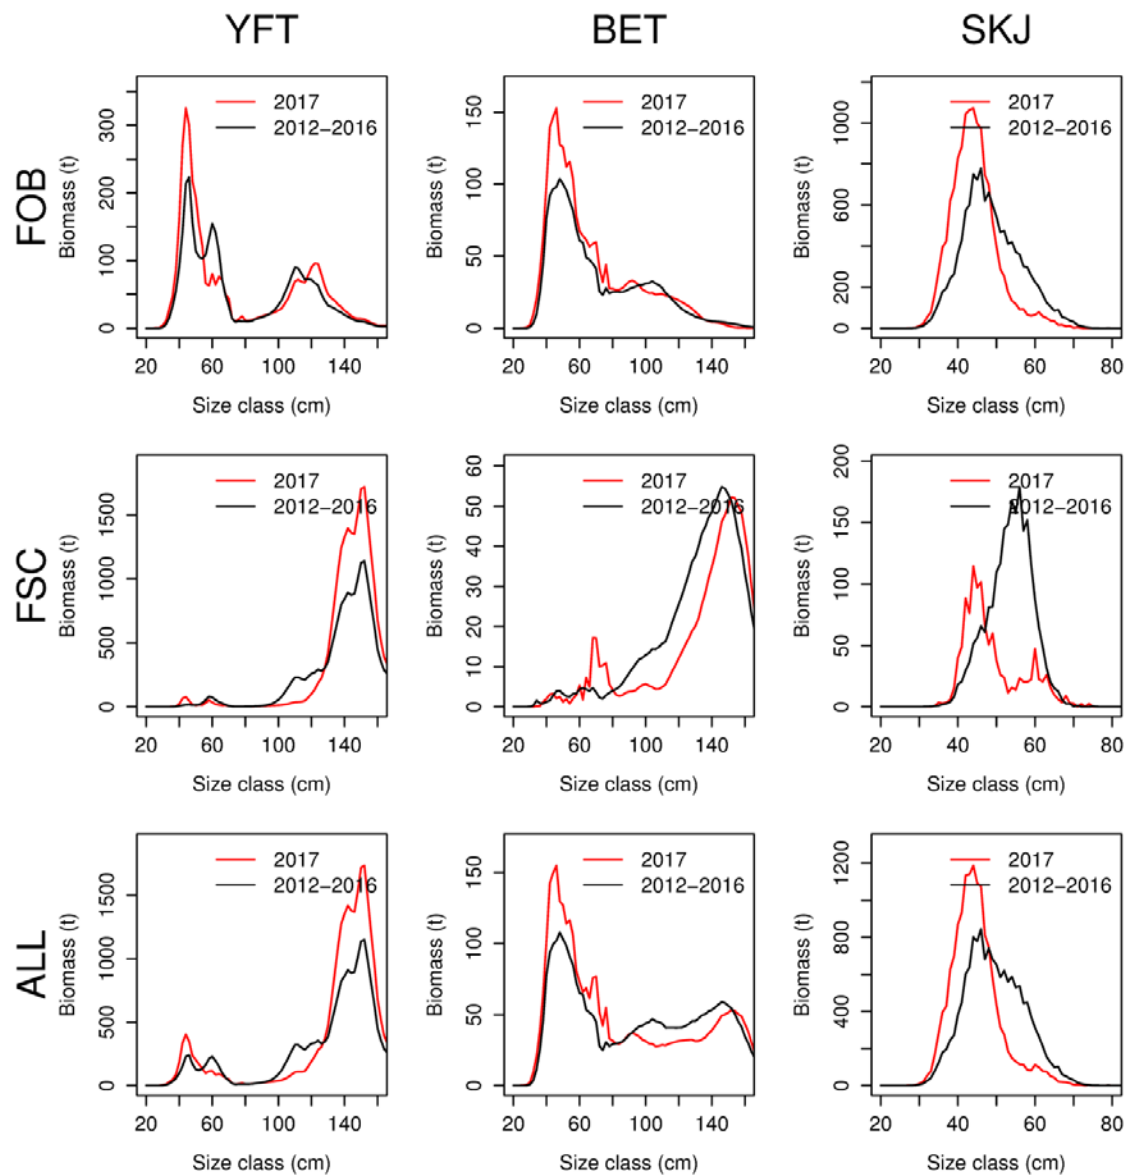 YFT BET SKJ
FOB
Biomass (t)
0 100 200 300
2017
2012−2016
20 60 100 140
Size class (cm)
Biomass (t)
0 50 100 150
2017
2012−2016
20 60 100 140
Size class (cm)
Biomass (t)
0 200 600 1000
2017
2012−2016
20 40 60 80
Size class (cm)
FSC
Biomass (t)
0 500 1000 1500
2017
2012−2016
20 60 100 140
Size class (cm)
Biomass (t)
0 10 20 30 40 50 60
2017
2012−2016
20 60 100 140
Size class (cm)
Biomass (t)
0 50 100 150 200
2017
2012−2016
20 40 60 80
Size class (cm)
ALL
Biomass (t)
0 500 1000 1500
2017
2012−2016
20 60 100 140
Size class (cm)
Biomass (t)
0 50 100 150
2017
2012−2016
20 60 100 140
Size class (cm)
Biomass (t)
0 400 800 1200
2017
2012−2016
20 40 60 80
Size class (cm)